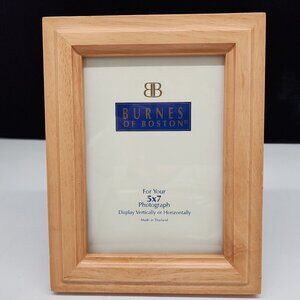 BB
BURNES
OF BOSTON®
For Your
5x7
Photograph
Display Vertically or Horizontally
Made in Thailand